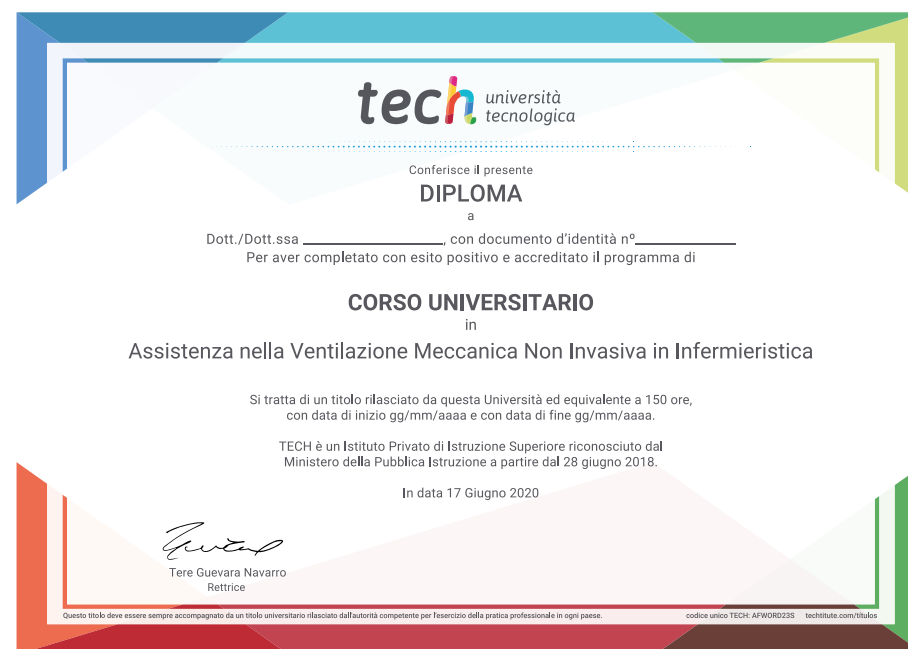 tech università
tecnologica
Conferisce il presente
DIPLOMA
a
Dott./Dott.ssa ____________________, con documento d'identità nº______________
Per aver completato con esito positivo e accreditato il programma di
CORSO UNIVERSITARIO
in
Assistenza nella Ventilazione Meccanica Non Invasiva in Infermieristica
Si tratta di un titolo rilasciato da questa Università ed equivalente a 150 ore,
con data di inizio gg/mm/aaaa e con data di fine gg/mm/aaaa.
TECH è un Istituto Privato di Istruzione Superiore riconosciuto dal
Ministero della Pubblica Istruzione a partire dal 28 giugno 2018.
In data 17 Giugno 2020
Tere Guevara Navarro
Rettrice
Questo titolo deve essere sempre accompagnato da un titolo universitario rilasciato dall'autorità competente per l'esercizio della pratica professionale in ogni paese. codice unico TECH: AFWORD23S techtitute.com/titulos